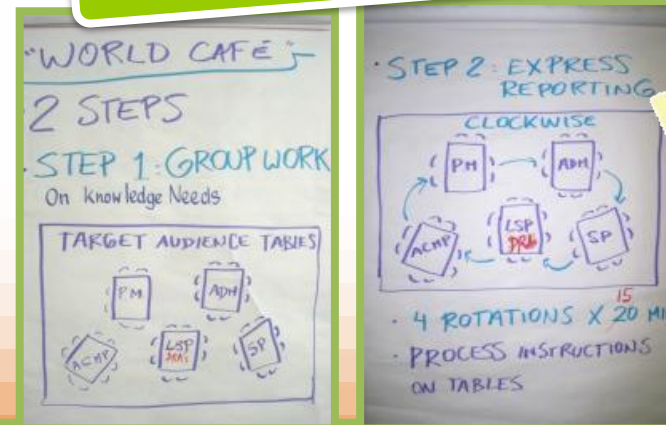 "WORLD CAFÉ"
2 STEPS
· STEP 1: GROUP WORK
On Knowledge Needs
TARGET AUDIENCE TABLES
PM
ADM
ACMP
LSP
SP
· STEP 2: EXPRESS
REPORTING
CLOCKWISE
PM
ADM
ACMP
LSP
SP
15
· 4 ROTATIONS X 20 MI
· PROCESS INSTRUCTIONS
ON TABLES